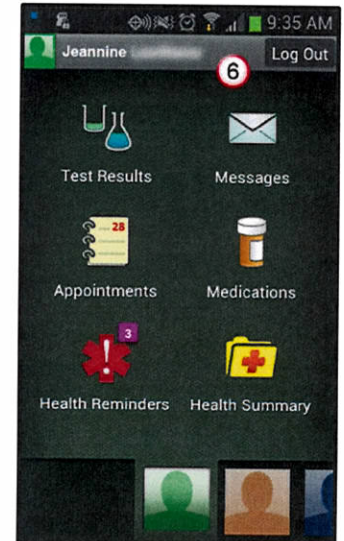 9:35 AM
Jeannine
6
Log Out
Test Results
Messages
28
Appointments
Medications
3
Health Reminders
Health Summary